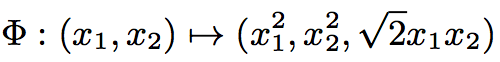 Φ : (x₁, x₂) ↦ (x₁², x₂², √2x₁x₂)